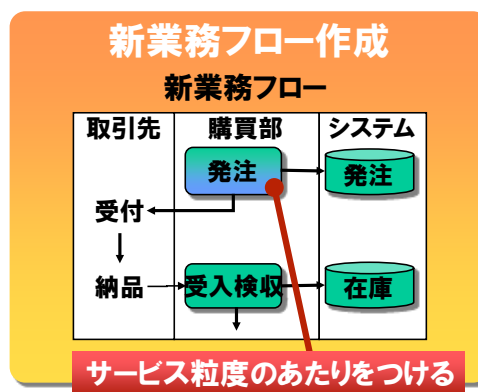 新業務フロー作成
新業務フロー
取引先 購買部 システム
発注 発注
受付
納品 受入検収 在庫
サービス粒度のあたりをつける